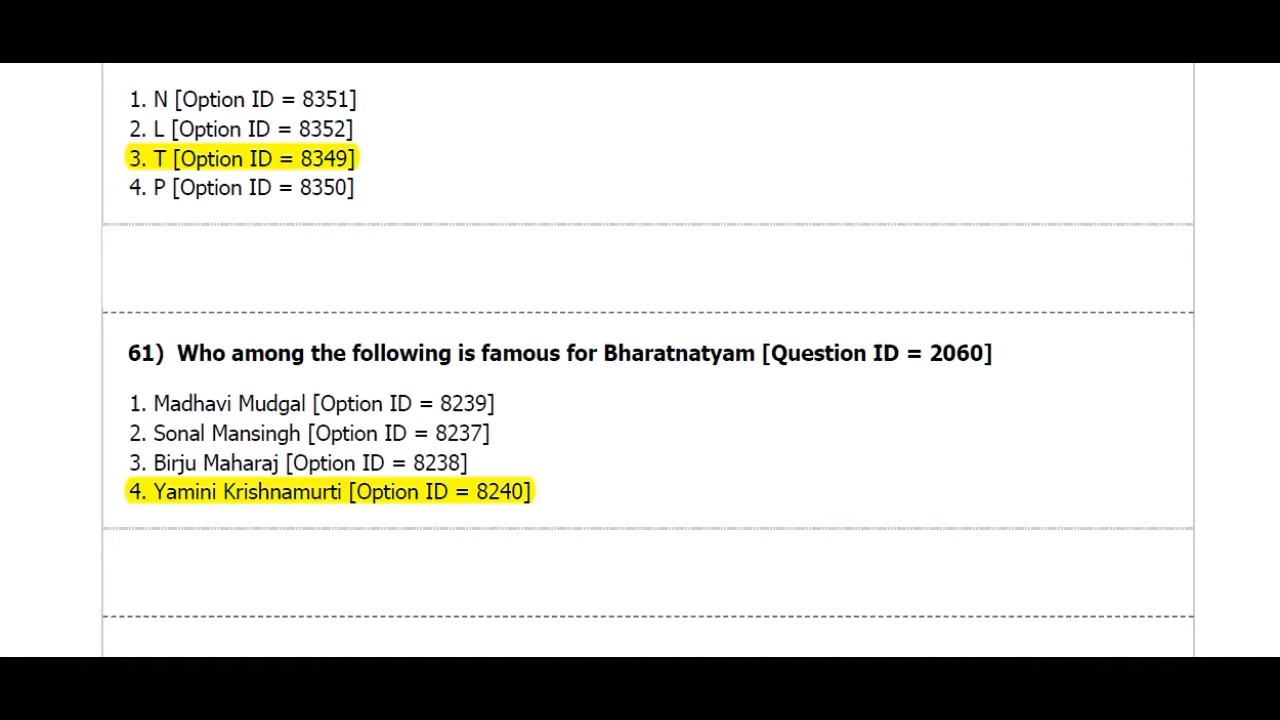 1. N [Option ID = 8351]
2. L [Option ID = 8352]
3. T [Option ID = 8349]
4. P [Option ID = 8350]
61) Who among the following is famous for Bharatnatyam [Question ID = 2060]
1. Madhavi Mudgal [Option ID = 8239]
2. Sonal Mansingh [Option ID = 8237]
3. Birju Maharaj [Option ID = 8238]
4. Yamini Krishnamurti [Option ID = 8240]